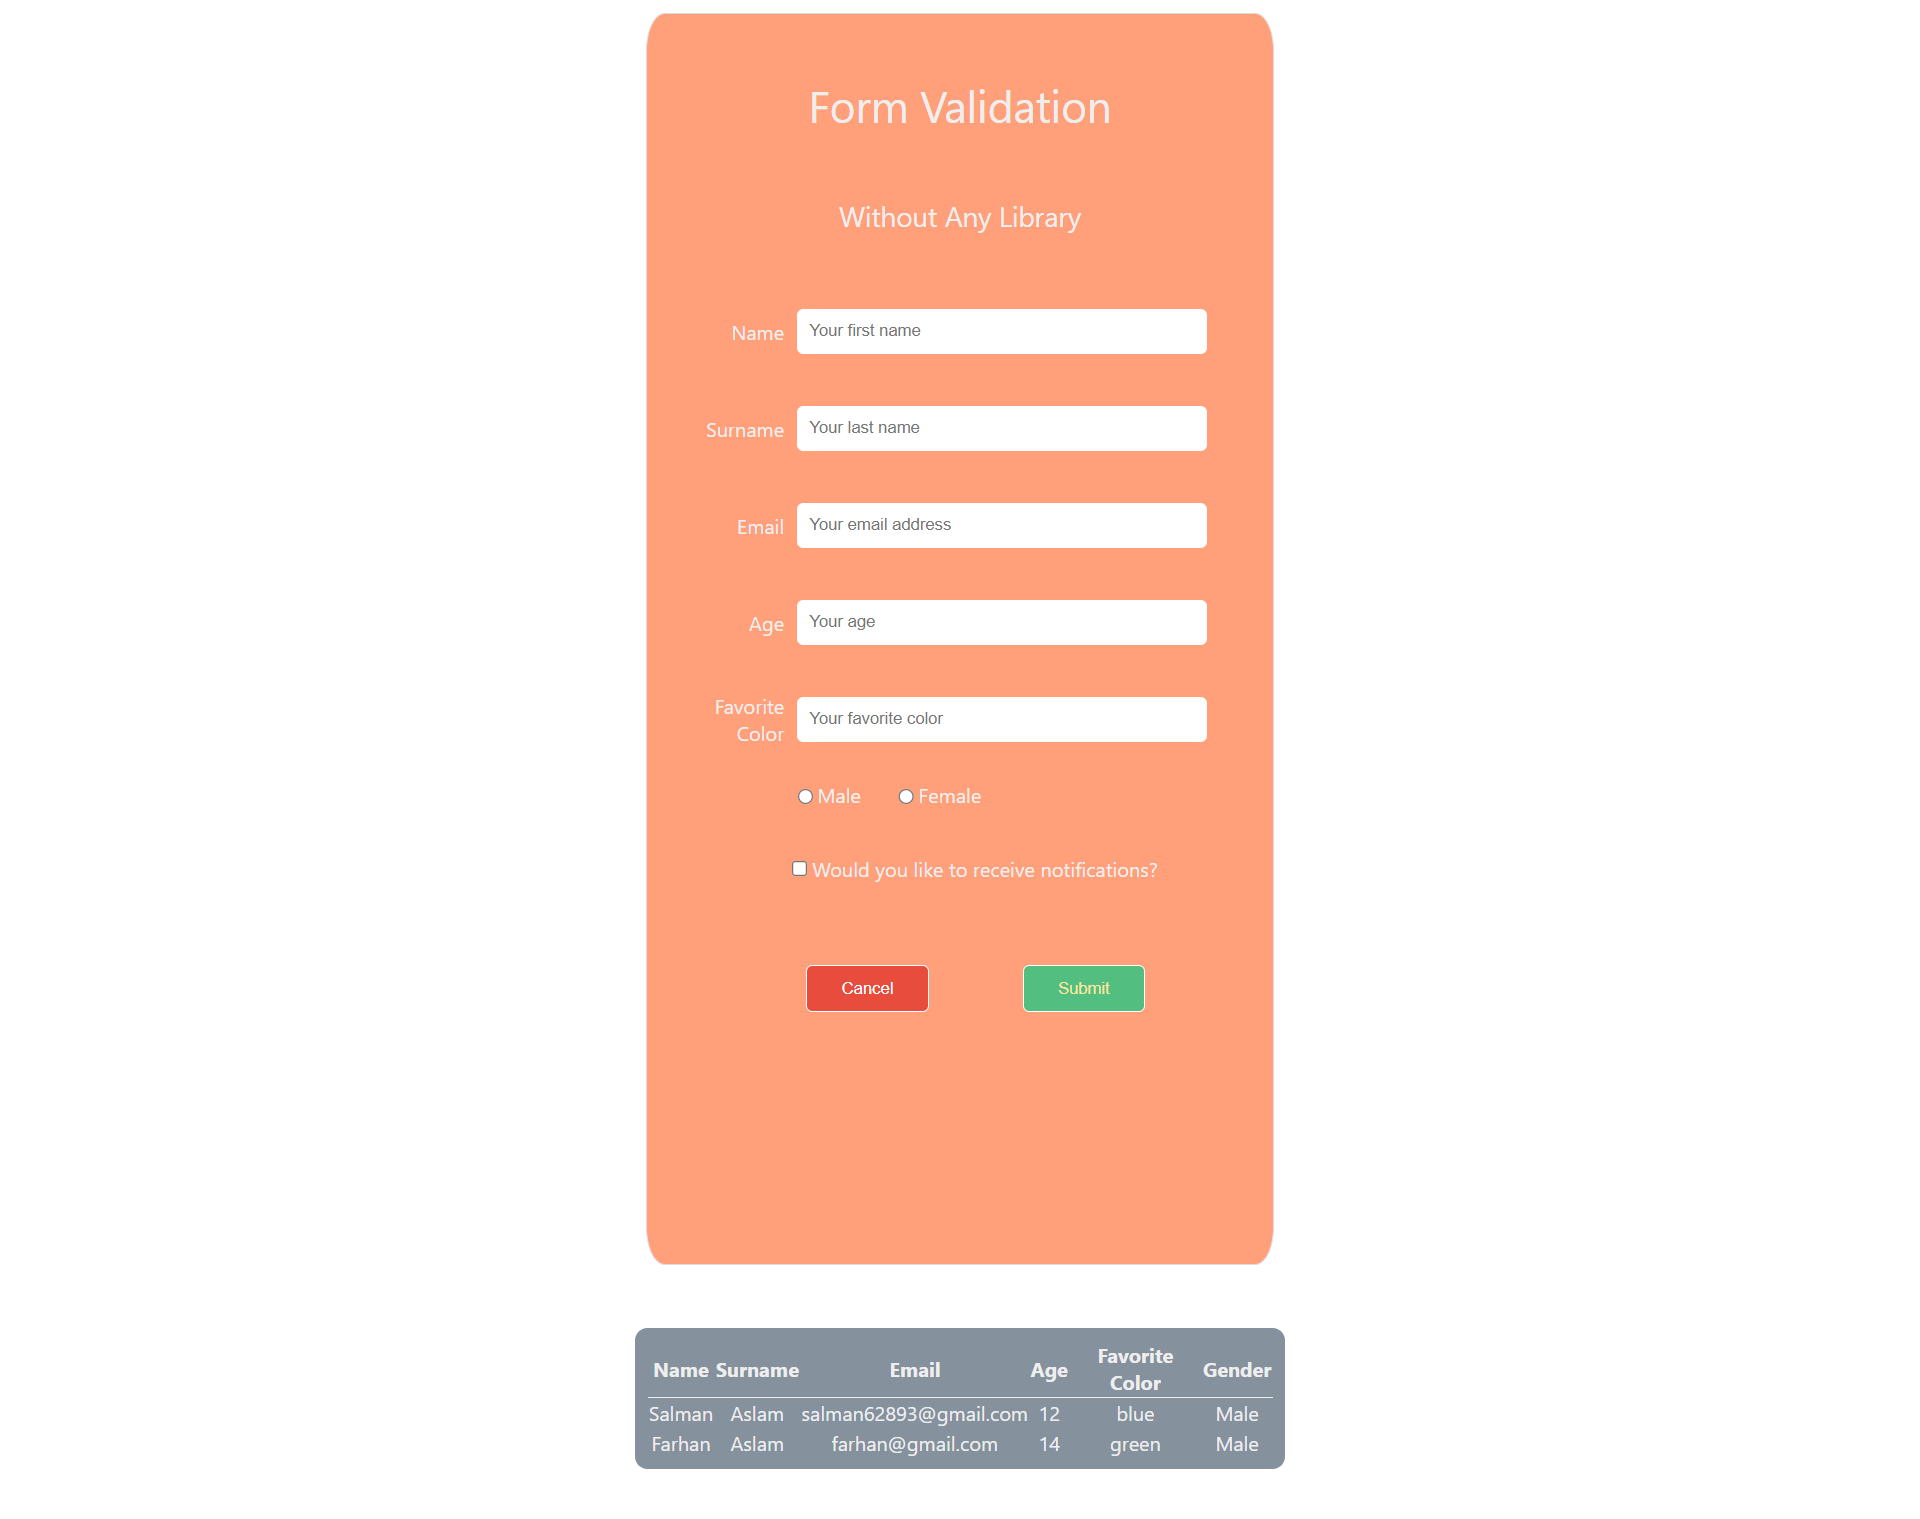 Form Validation
Without Any Library
Name Your first name
Surname Your last name
Email Your email address
Age Your age
Favorite
Color
Your favorite color
Male Female
Would you like to receive notifications?
Cancel Submit
Name Surname Email Age Favorite Color Gender
Salman Aslam salman62893@gmail.com 12 blue Male
Farhan Aslam farhan@gmail.com 14 green Male